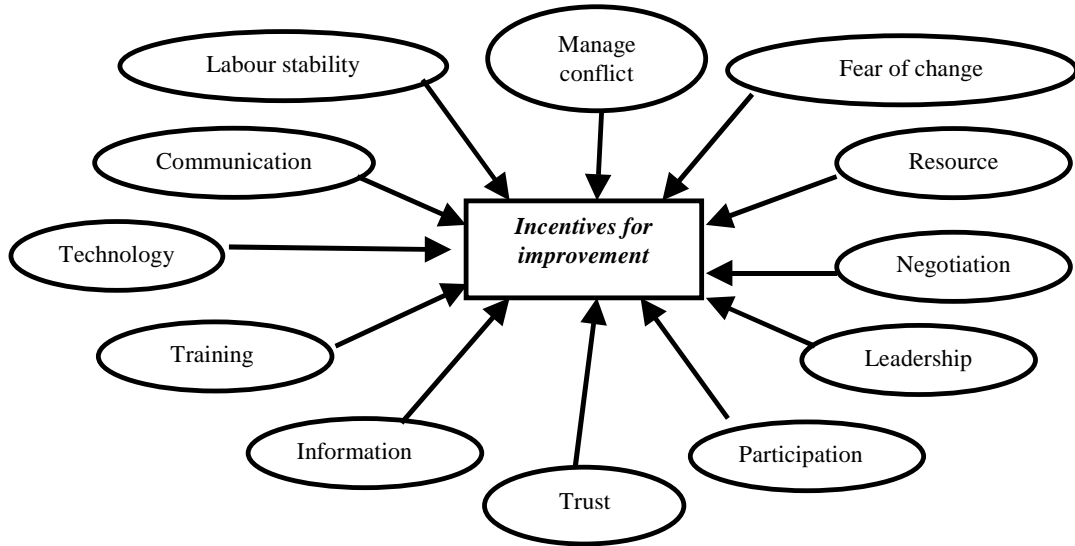 Manage
conflict
Labour stability
Fear of change
Communication
Resource
Incentives for
improvement
Technology
Negotiation
Training
Leadership
Information
Participation
Trust